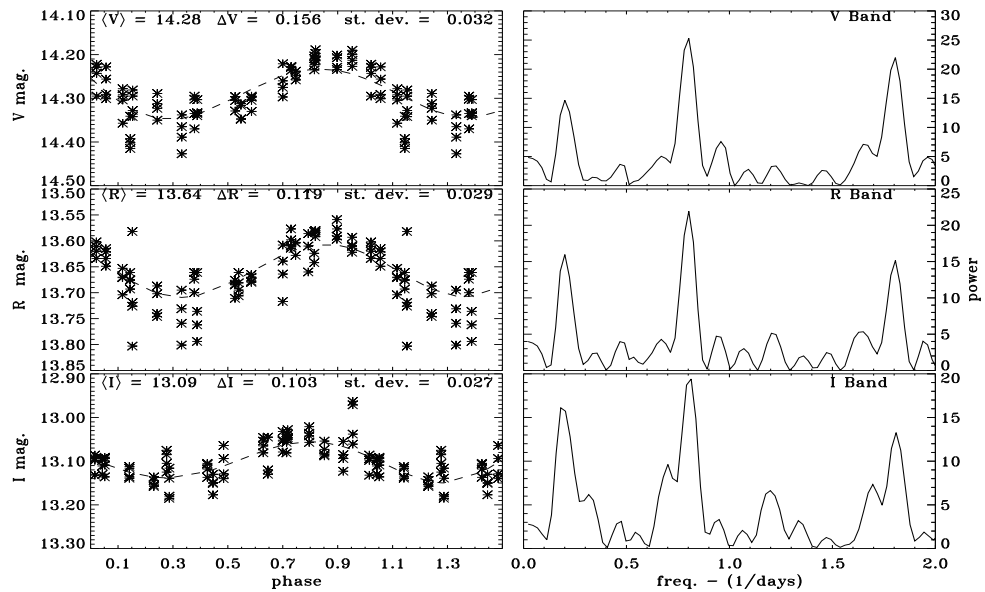 ⟨V⟩ = 14.28 ΔV = 0.156 st. dev. = 0.032
14.10
14.20
14.30
14.40
14.50
V mag.
V Band
30
25
20
15
10
5
0
⟨R⟩ = 13.64 ΔR = 0.119 st. dev. = 0.029
13.50
13.55
13.60
13.65
13.70
13.75
13.80
13.85
R mag.
R Band
25
20
15
10
5
0
power
⟨I⟩ = 13.09 ΔI = 0.103 st. dev. = 0.027
12.90
13.00
13.10
13.20
13.30
I mag.
I Band
20
15
10
5
0
0.1 0.3 0.5 0.7 0.9 1.1 1.3
phase
0.0 0.5 1.0 1.5 2.0
freq. - (1/days)